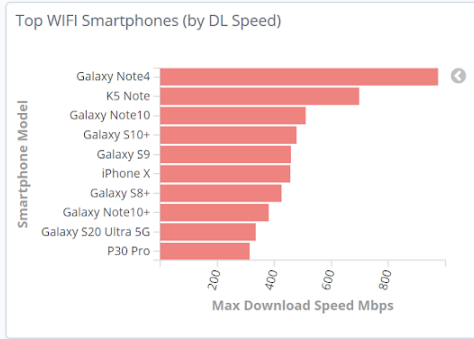 Top WIFI Smartphones (by DL Speed)
Smartphone Model
Galaxy Note4
K5 Note
Galaxy Note10
Galaxy S10+
Galaxy S9
iPhone X
Galaxy S8+
Galaxy Note10+
Galaxy S20 Ultra 5G
P30 Pro
200
400
600
800
Max Download Speed Mbps